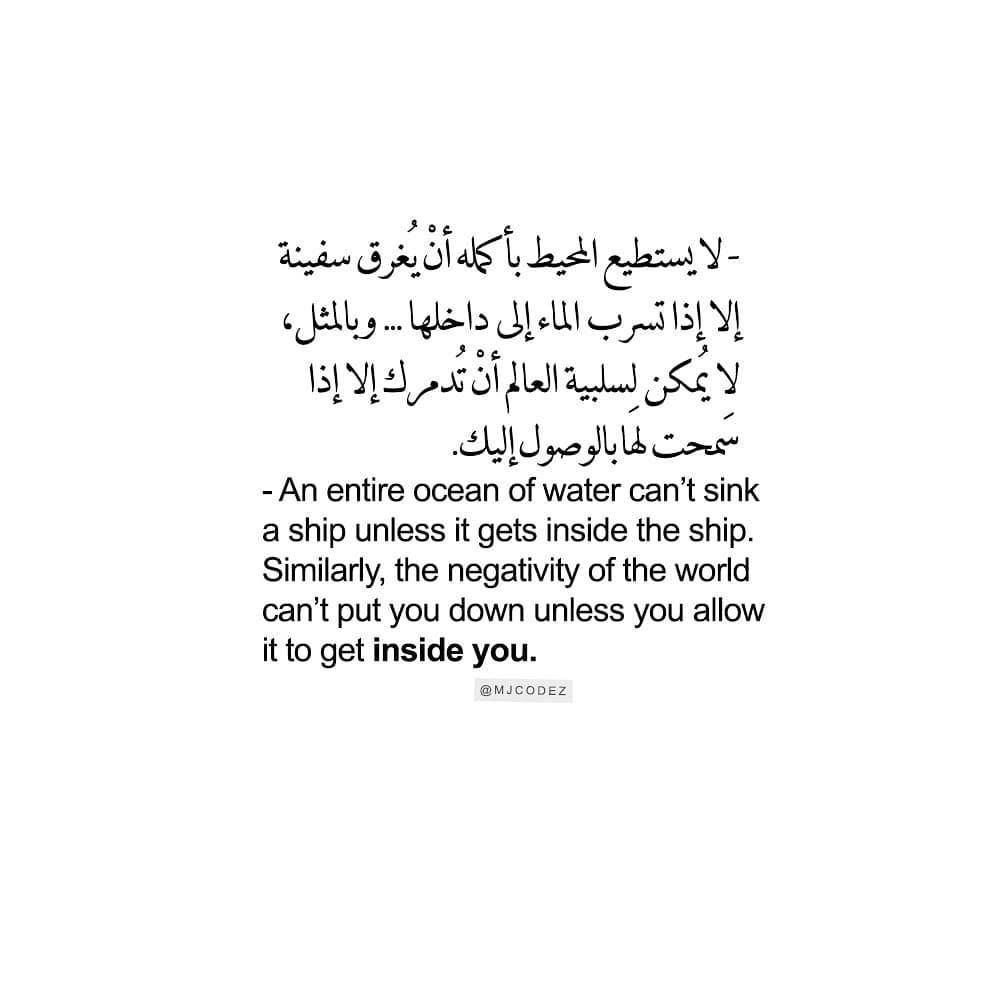 - لا يستطيع المحيط بأكمله أنْ يُغرق سفينة
إلا إذا تسرب الماء إلى داخلها ... وبالمثل،
لا يُمكن لِسلبية العالم أنْ تُدمرك إلا إذا
سَمحت لها بالوصول إليك.
- An entire ocean of water can’t sink
a ship unless it gets inside the ship.
Similarly, the negativity of the world
can’t put you down unless you allow
it to get inside you.
@MJCODEZ